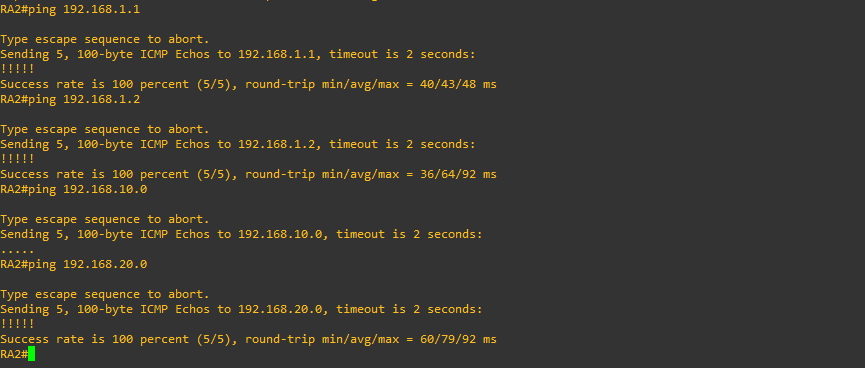 RA2#ping 192.168.1.1
Type escape sequence to abort.
Sending 5, 100-byte ICMP Echos to 192.168.1.1, timeout is 2 seconds:
!!!!!
Success rate is 100 percent (5/5), round-trip min/avg/max = 40/43/48 ms
RA2#ping 192.168.1.2
Type escape sequence to abort.
Sending 5, 100-byte ICMP Echos to 192.168.1.2, timeout is 2 seconds:
!!!!!
Success rate is 100 percent (5/5), round-trip min/avg/max = 36/64/92 ms
RA2#ping 192.168.10.0
Type escape sequence to abort.
Sending 5, 100-byte ICMP Echos to 192.168.10.0, timeout is 2 seconds:
.....
RA2#ping 192.168.20.0
Type escape sequence to abort.
Sending 5, 100-byte ICMP Echos to 192.168.20.0, timeout is 2 seconds:
!!!!!
Success rate is 100 percent (5/5), round-trip min/avg/max = 60/79/92 ms
RA2#